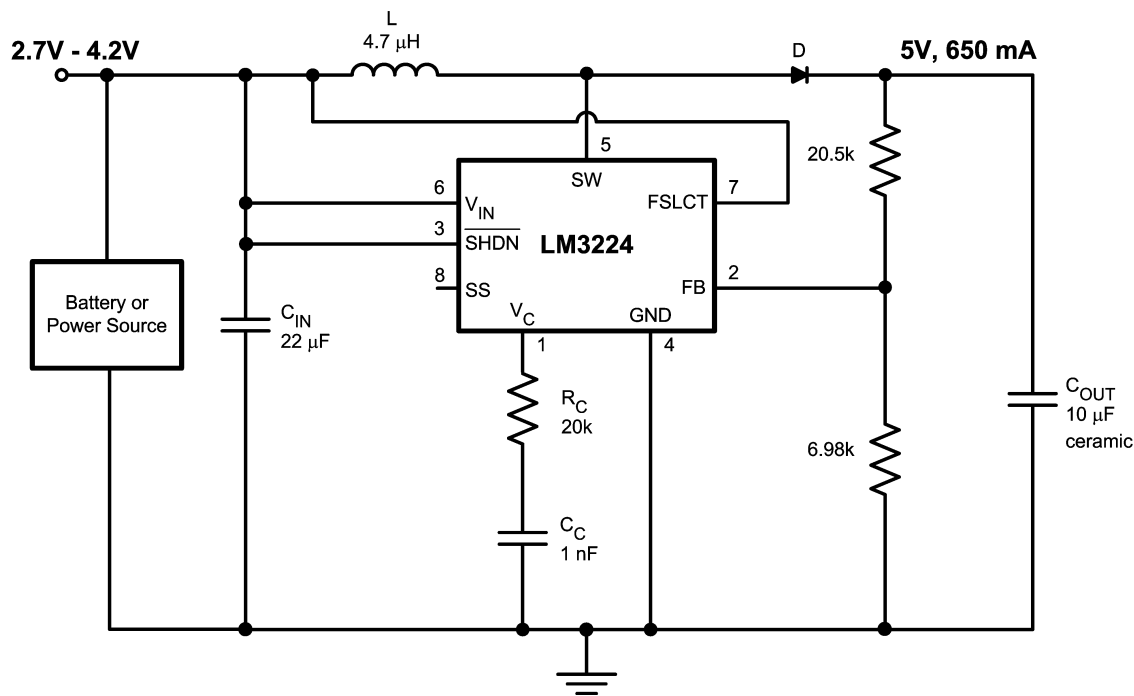 L
4.7 μH
2.7V - 4.2V
D
5V, 650 mA
5
SW
20.5k
6
V_IN
7
FSLCT
3
SHDN
LM3224
8
SS
2
FB
Battery or
Power Source
C_IN
22 μF
V_C
GND
1
4
R_C
20k
C_OUT
10 μF
ceramic
6.98k
C_C
1 nF